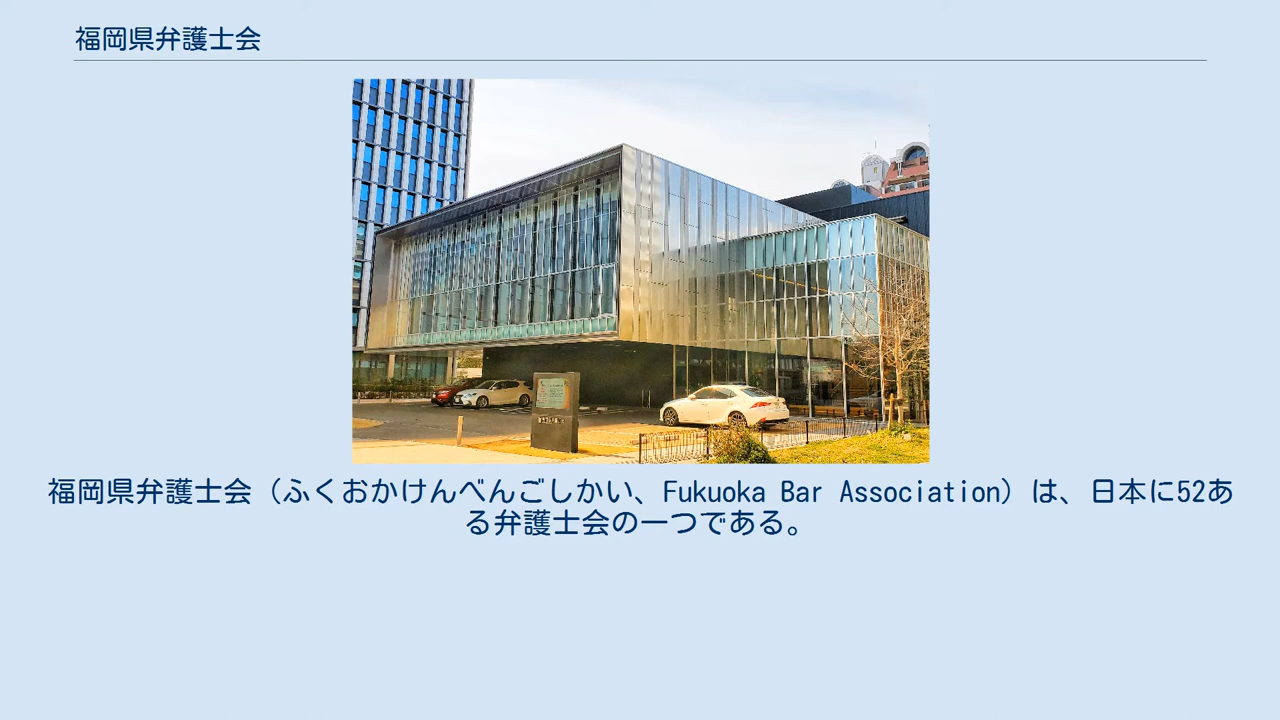 福岡県弁護士会
福岡県弁護士会（ふくおかけんべんごしかい、Fukuoka Bar Association）は、日本に52あ
る弁護士会の一つである。